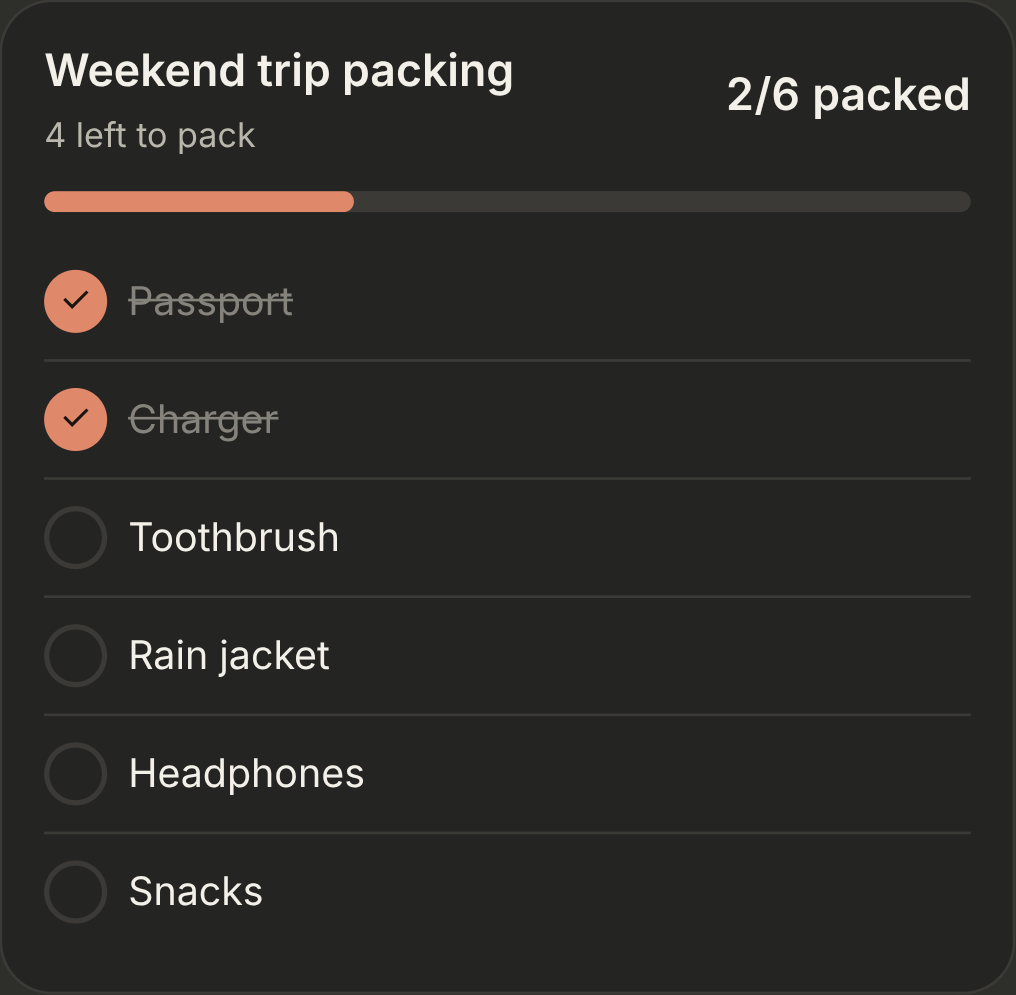 Weekend trip packing
2/6 packed
4 left to pack
Passport
Charger
Toothbrush
Rain jacket
Headphones
Snacks